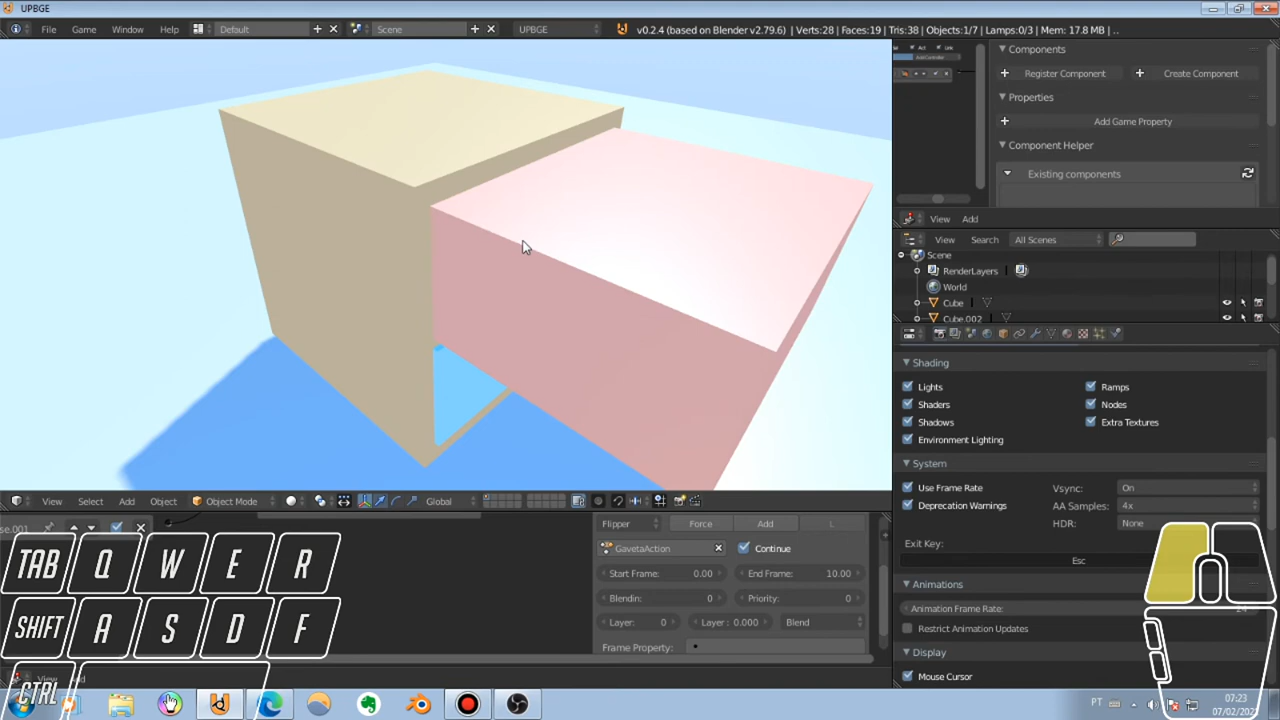 UPBGE
File Game Window Help Default Scene UPBGE v0.2.4 (based on Blender v2.79.6) | Verts:28 | Faces:19 | Tris:38 | Objects:1/7 | Lamps:0/3 | Mem: 17.8 MB | ..
Act Link
Add Controller
Components
Register Component Create Component
Properties
Add Game Property
Component Helper
Existing components
View Add
View Search All Scenes
Scene
RenderLayers
World
Cube
Cube.002
Shading
Lights Ramps
Shaders Nodes
Shadows Extra Textures
Environment Lighting
System
Use Frame Rate Vsync: On
Deprecation Warnings AA Samples: 4x
HDR: None
Exit Key:
Esc
Animations
Animation Frame Rate:
Restrict Animation Updates
Display
Mouse Cursor
View Select Add Object Object Mode Global
se.001
Flipper Force Add L
GavetaAction Continue
Start Frame: 0.00 End Frame: 10.00
Blendin: 0 Priority: 0
Layer: 0 Layer : 0.000 Blend
Frame Property:
TAB Q W E R
SHIFT A S D F
CTRL
PT 07:23